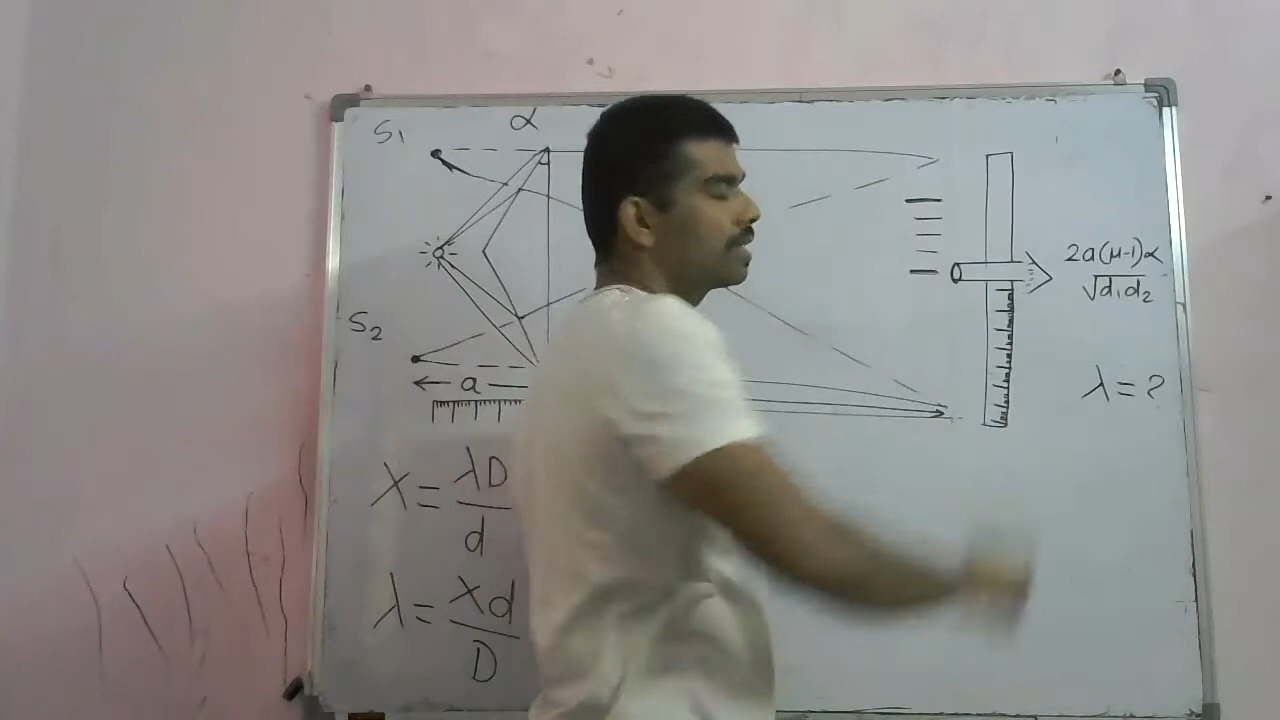 S₁
α
S₂
a
2a(μ-1)α
√d₁d₂
λ = ?
X = λD
d
λ = Xd
D